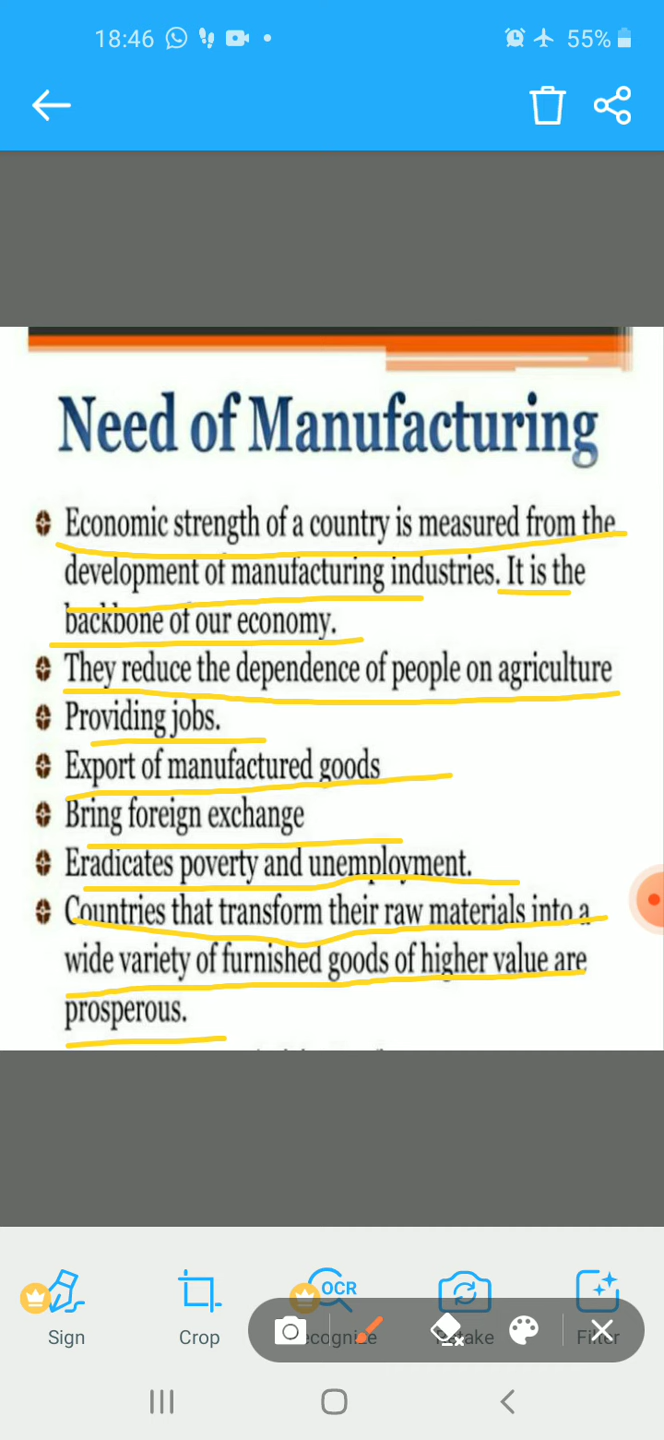 18:46
55%
Need of Manufacturing
Economic strength of a country is measured from the
development of manufacturing industries. It is the
backbone of our economy.
They reduce the dependence of people on agriculture
Providing jobs.
Export of manufactured goods
Bring foreign exchange
Eradicates poverty and unemployment.
Countries that transform their raw materials into a
wide variety of furnished goods of higher value are
prosperous.
OCR
Sign Crop